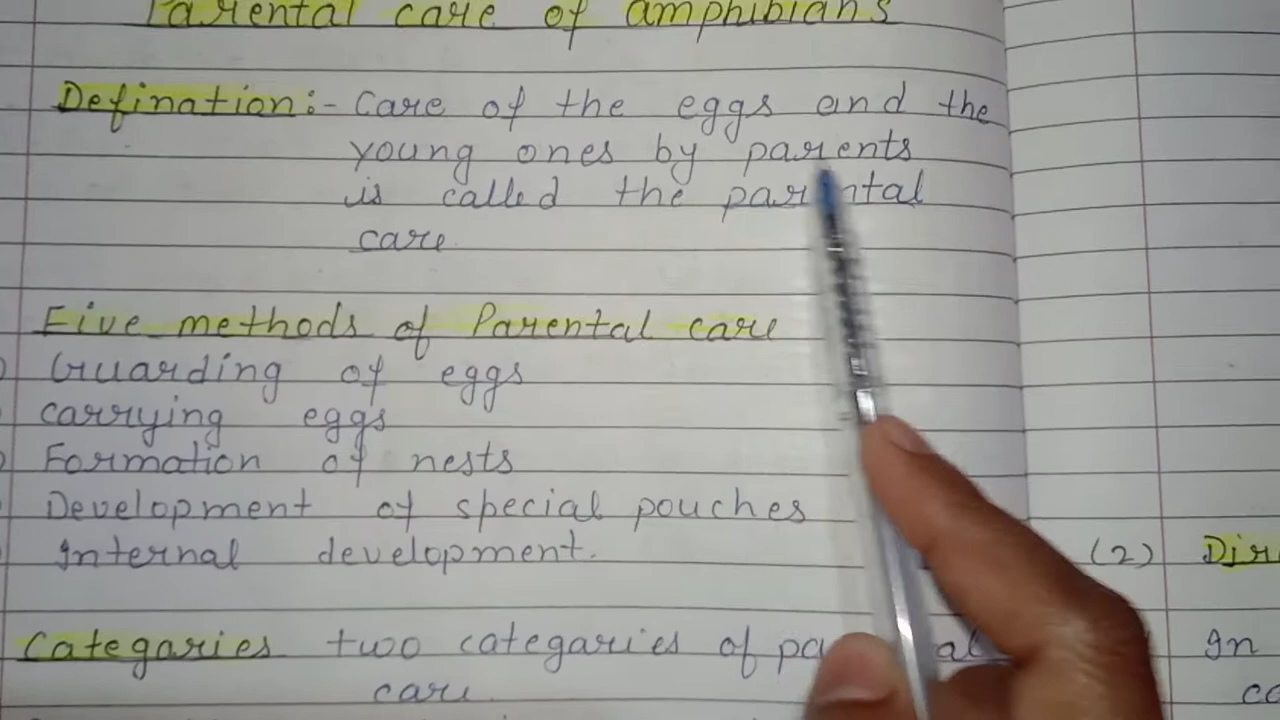 Parental care of amphibians
Defination:- Care of the eggs and the
young ones by parents
is called the parental
care.
Five methods of Parental care
Guarding of eggs
carrying eggs
Formation of nests
Development of special pouches
Internal development.
Categaries two categaries of
care.
(2)
In